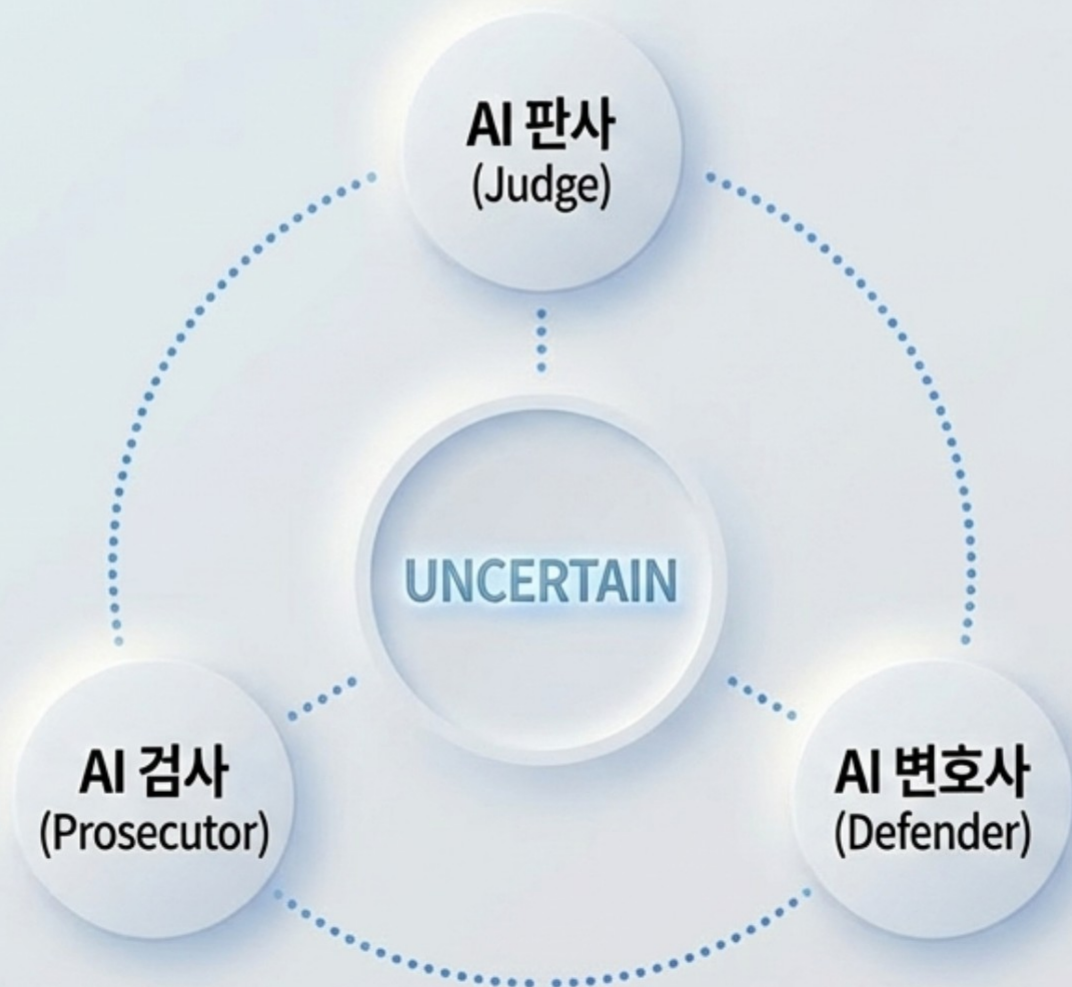 AI 판사
(Judge)
UNCERTAIN
AI 검사
(Prosecutor)
AI 변호사
(Defender)